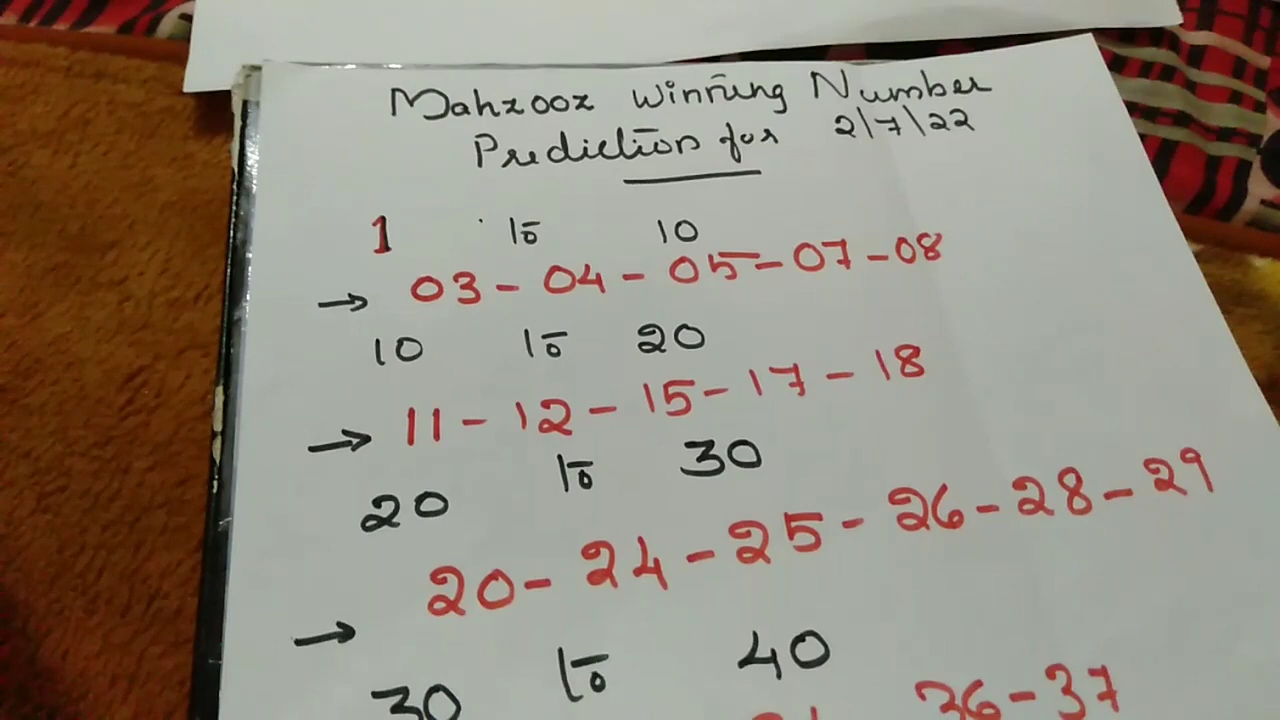 Mahzooz Winning Number
Prediction for 2/7/22
1 to 10
→ 03 - 04 - 05 - 07 - 08
10 to 20
→ 11 - 12 - 15 - 17 - 18
20 to 30
→ 20 - 24 - 25 - 26 - 28 - 29
30 to 40
36 - 37